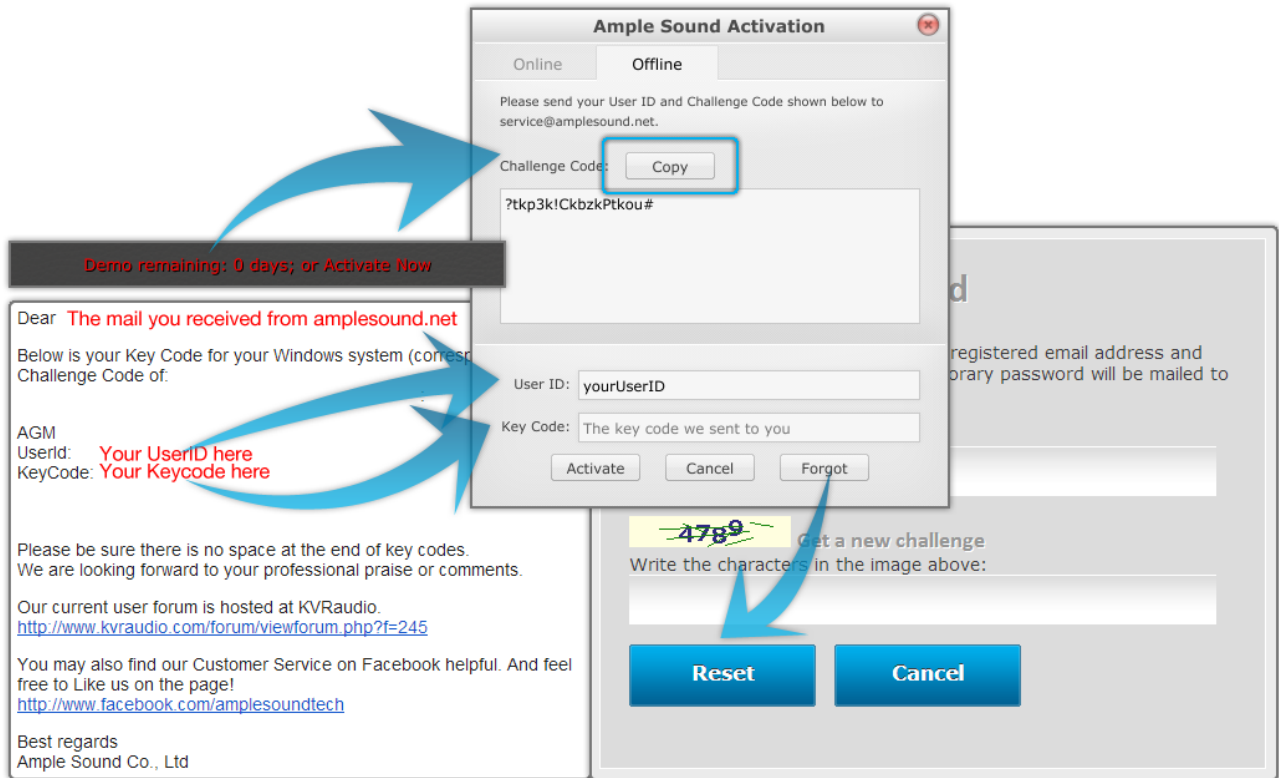 Ample Sound Activation
Online
Offline
Please send your User ID and Challenge Code shown below to
service@amplesound.net.
Challenge Code:
Copy
?tkp3k!CkbzkPtkou#
Demo remaining: 0 days; or Activate Now
User ID:
yourUserID
Key Code:
The key code we sent to you
Activate
Cancel
Forgot
Dear The mail you received from amplesound.net
Below is your Key Code for your Windows system
Challenge Code of:
AGM
UserId: Your UserID here
KeyCode: Your Keycode here
Please be sure there is no space at the end of key codes.
We are looking forward to your professional praise or comments.
Our current user forum is hosted at KVRaudio.
http://www.kvraudio.com/forum/viewforum.php?f=245
You may also find our Customer Service on Facebook helpful. And feel
free to Like us on the page!
http://www.facebook.com/amplesoundtech
Best regards
Ample Sound Co., Ltd
registered email address and
password will be mailed to
4789
Get a new challenge
Write the characters in the image above:
Reset
Cancel